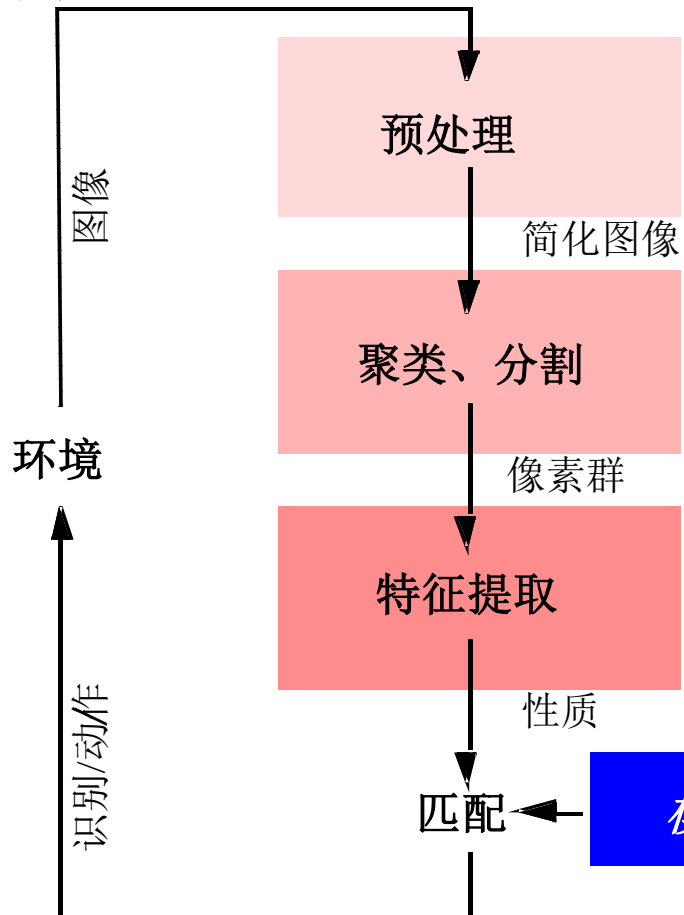 预处理
图像
简化图像
聚类、分割
环境
像素群
特征提取
识别/动作
性质
匹配